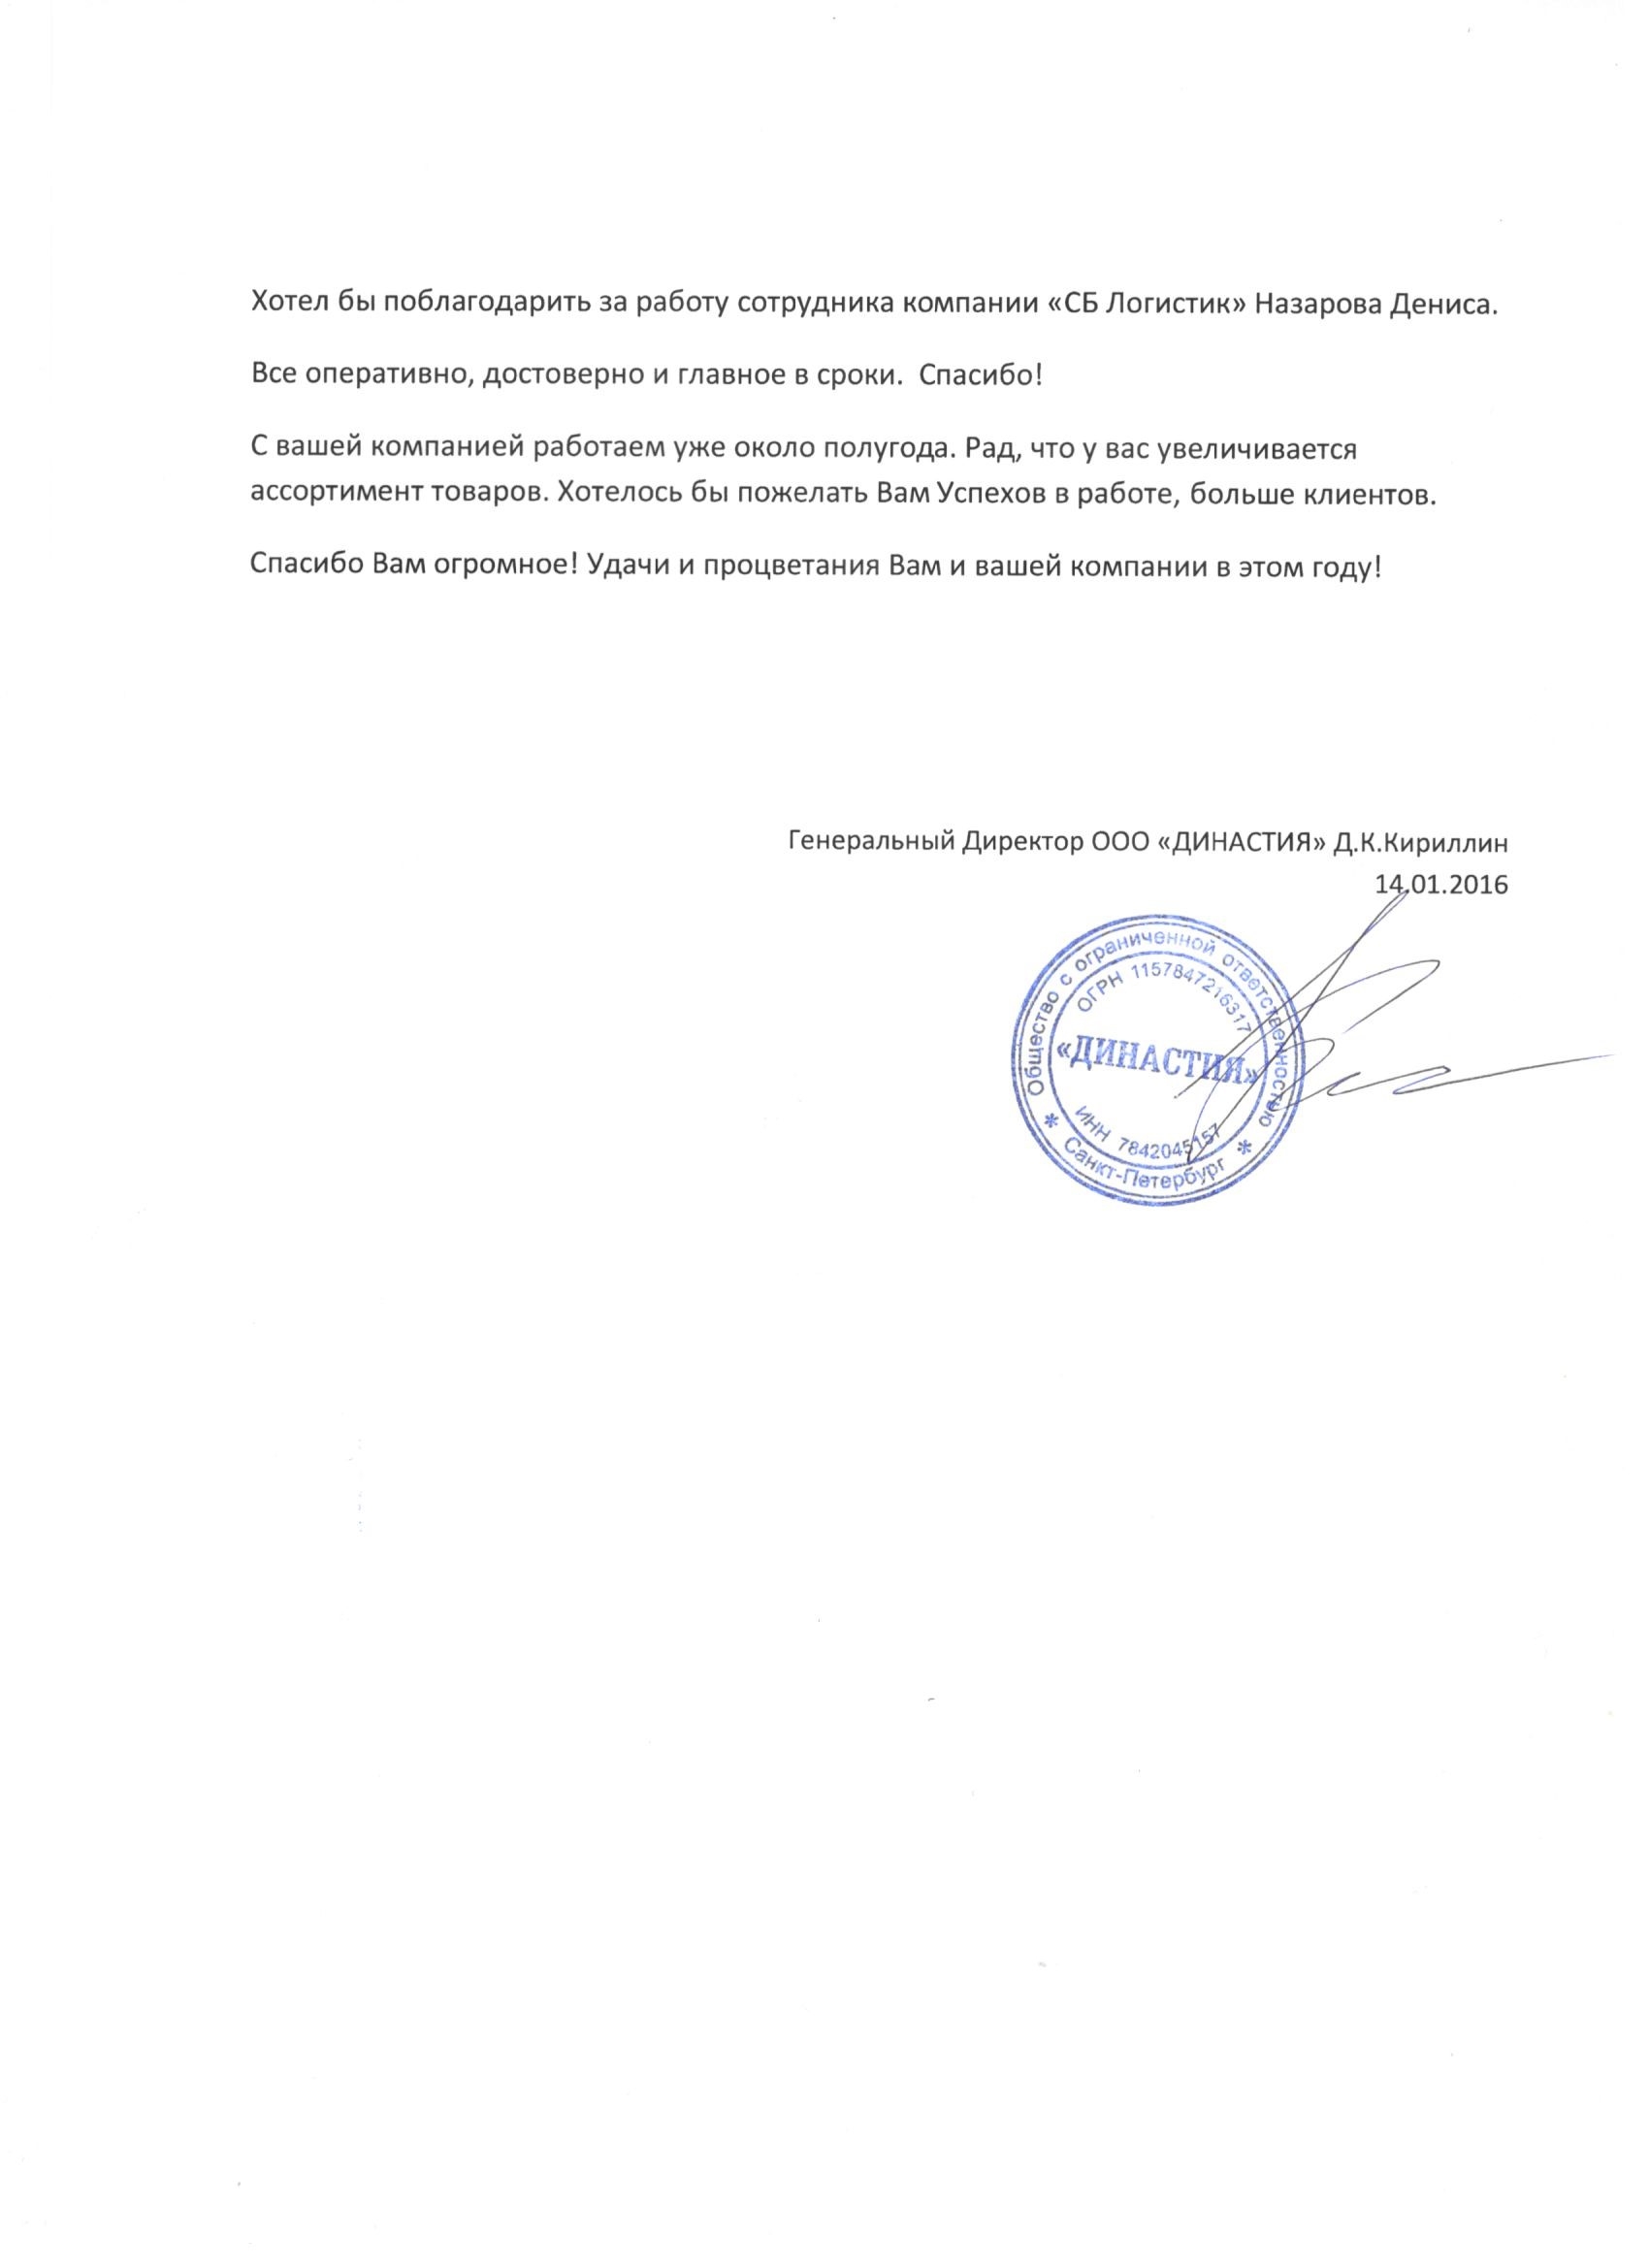 Хотел бы поблагодарить за работу сотрудника компании «СБ Логистик» Назарова Дениса.
Все оперативно, достоверно и главное в сроки.  Спасибо!
С вашей компанией работаем уже около полугода. Рад, что у вас увеличивается
ассортимент товаров. Хотелось бы пожелать Вам Успехов в работе, больше клиентов.
Спасибо Вам огромное! Удачи и процветания Вам и вашей компании в этом году!
Генеральный Директор ООО «ДИНАСТИЯ» Д.К.Кириллин
14.01.2016
Общество с ограниченной ответственностью
ОГРН 1157847216317
«ДИНАСТИЯ»
ИНН 7842045157
* Санкт-Петербург *